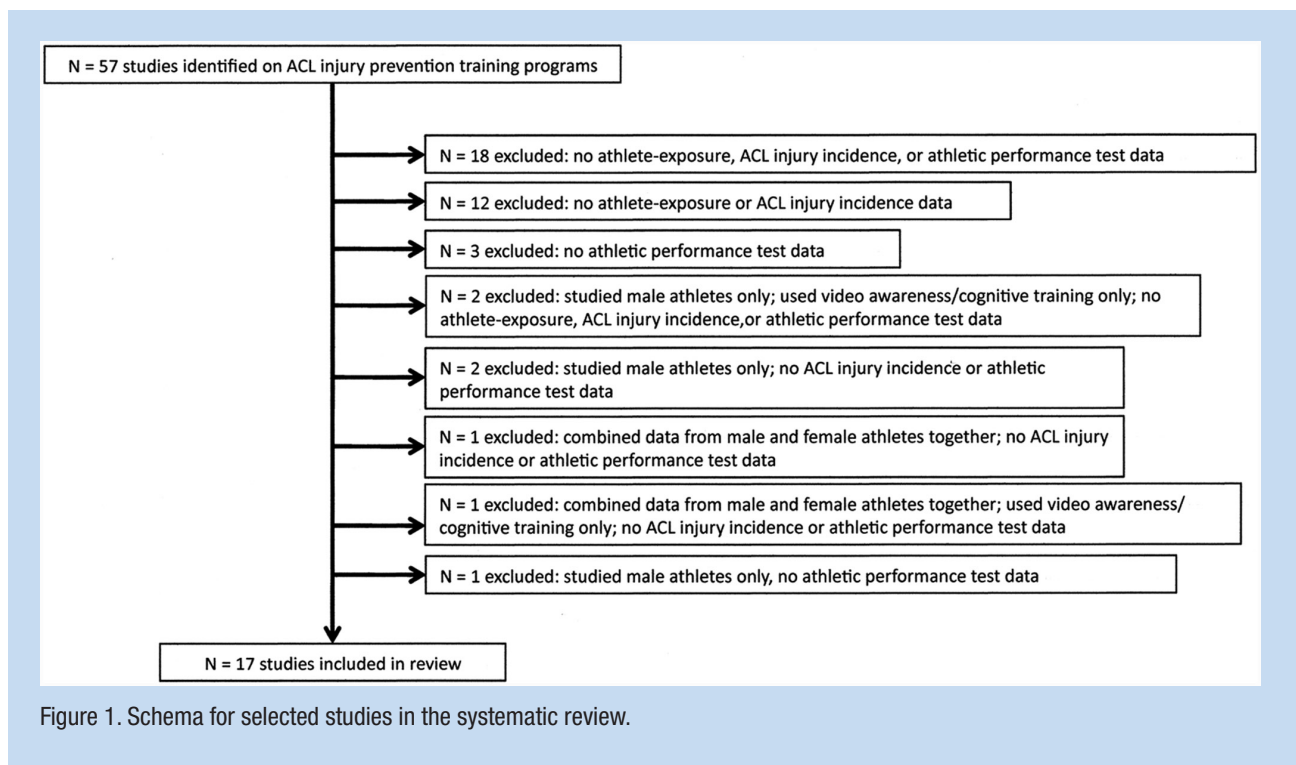 N = 57 studies identified on ACL injury prevention training programs
N = 18 excluded: no athlete-exposure, ACL injury incidence, or athletic performance test data
N = 12 excluded: no athlete-exposure or ACL injury incidence data
N = 3 excluded: no athletic performance test data
N = 2 excluded: studied male athletes only; used video awareness/cognitive training only; no
athlete-exposure, ACL injury incidence,or athletic performance test data
N = 2 excluded: studied male athletes only; no ACL injury incidence or athletic
performance test data
N = 1 excluded: combined data from male and female athletes together; no ACL injury
incidence or athletic performance test data
N = 1 excluded: combined data from male and female athletes together; used video awareness/
cognitive training only; no ACL injury incidence or athletic performance test data
N = 1 excluded: studied male athletes only, no athletic performance test data
N = 17 studies included in review
Figure 1. Schema for selected studies in the systematic review.